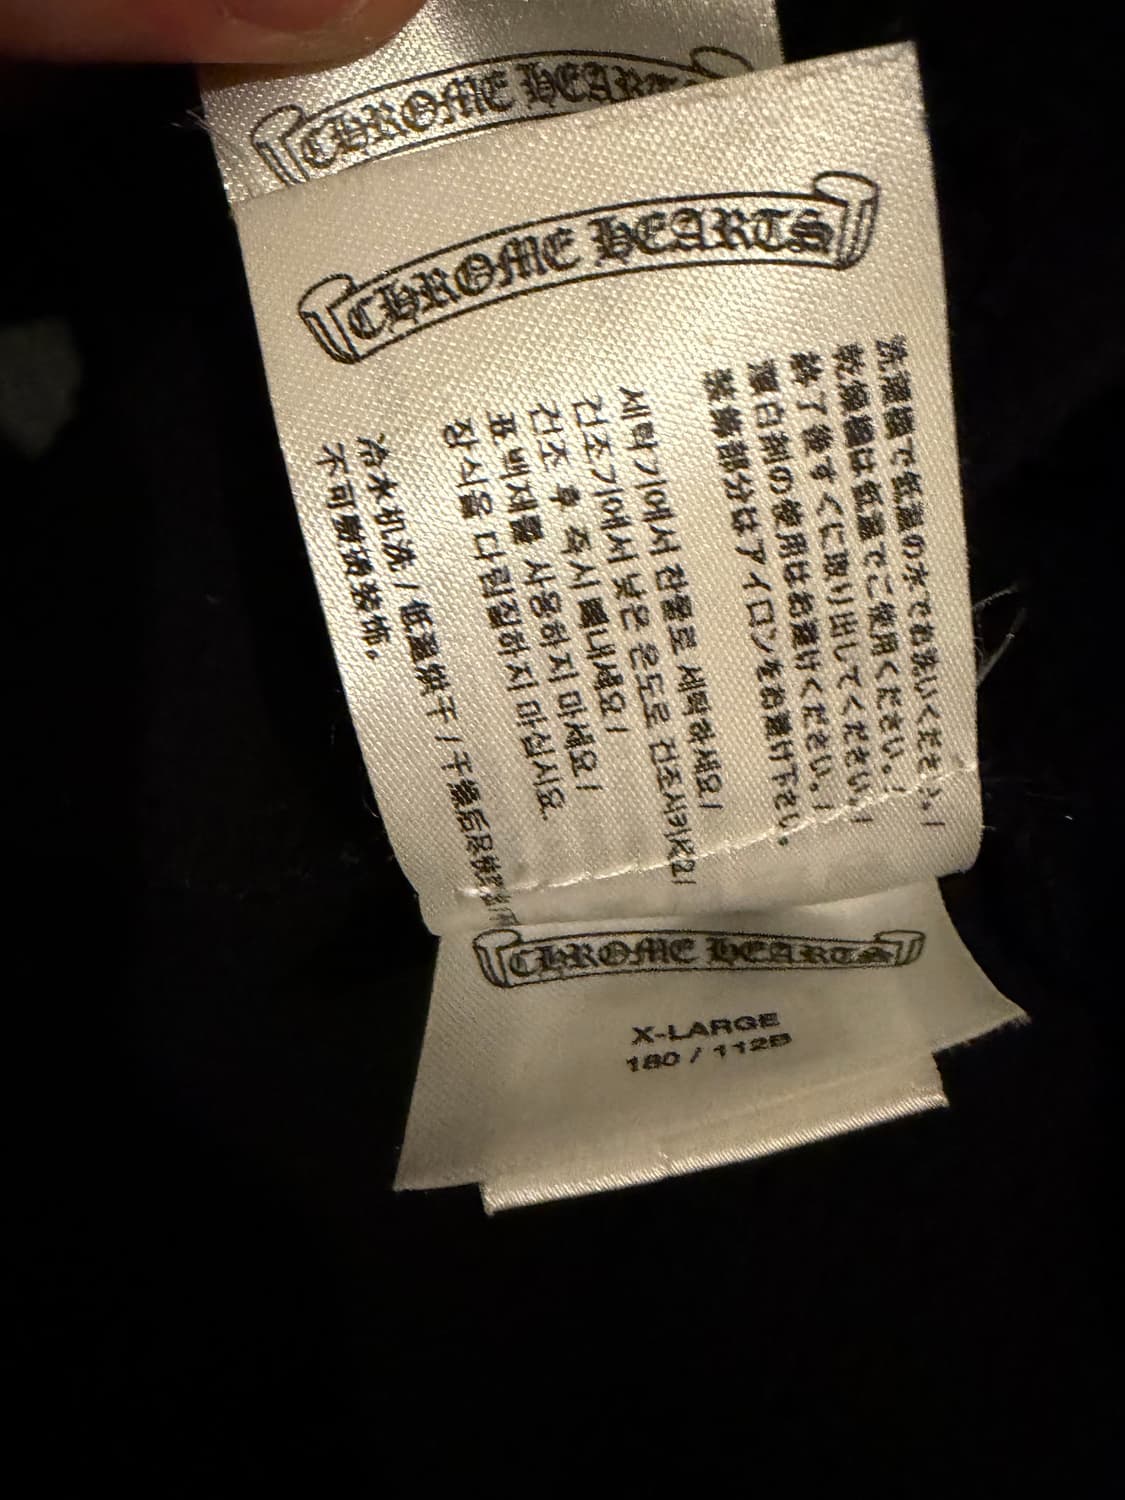 CHROME HEARTS
CHROME HEARTS
洗濯機で低温の水でお洗いください。/
乾燥機は低温でご使用ください。/
終了後すぐに取り出してください。/
漂白剤の使用はお避けください。/
装飾部分はアイロンをお避け下さい。
세탁기에서 찬물로 세탁하세요/
건조기에서 낮은 온도로 건조시키세요/
건조 후 즉시 빼내세요/
표백제를 사용하지 마세요/
장식을 다림질하지 마십시오.
冷水机洗 / 低温烘干 / 干燥后尽快
不可熨烫装饰。
CHROME HEARTS
X-LARGE
180 / 112B